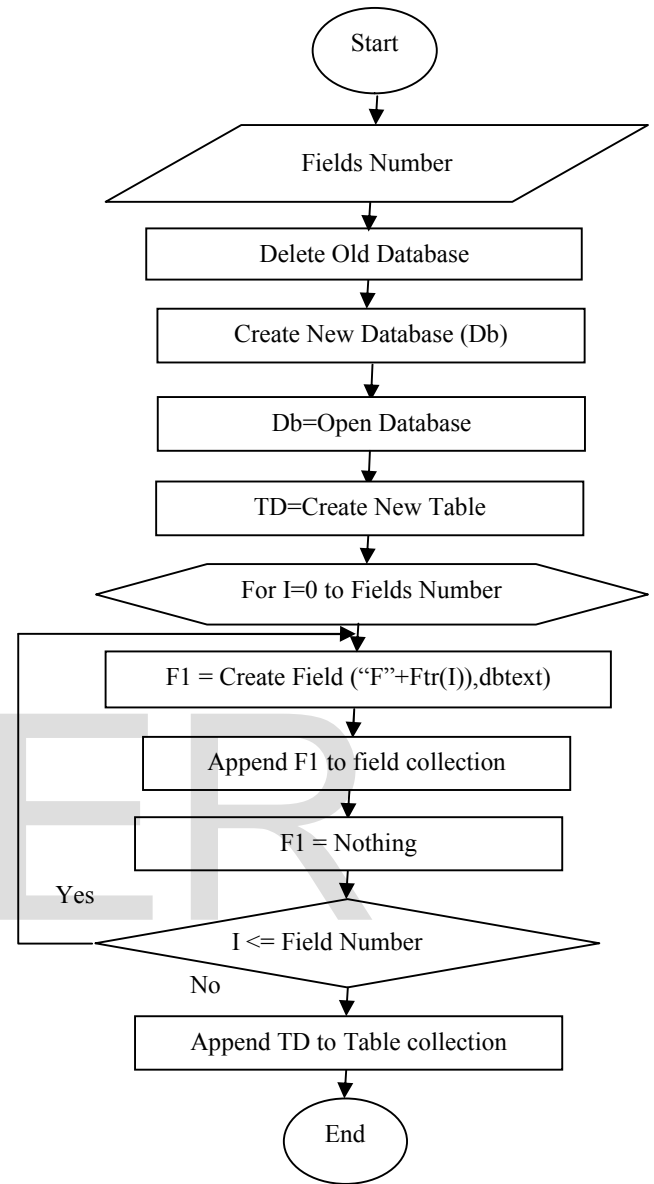 Start
Fields Number
Delete Old Database
Create New Database (Db)
Db=Open Database
TD=Create New Table
For I=0 to Fields Number
F1 = Create Field (“F”+Ftr(I)),dbtext)
Append F1 to field collection
F1 = Nothing
Yes
I <= Field Number
No
Append TD to Table collection
End
ER